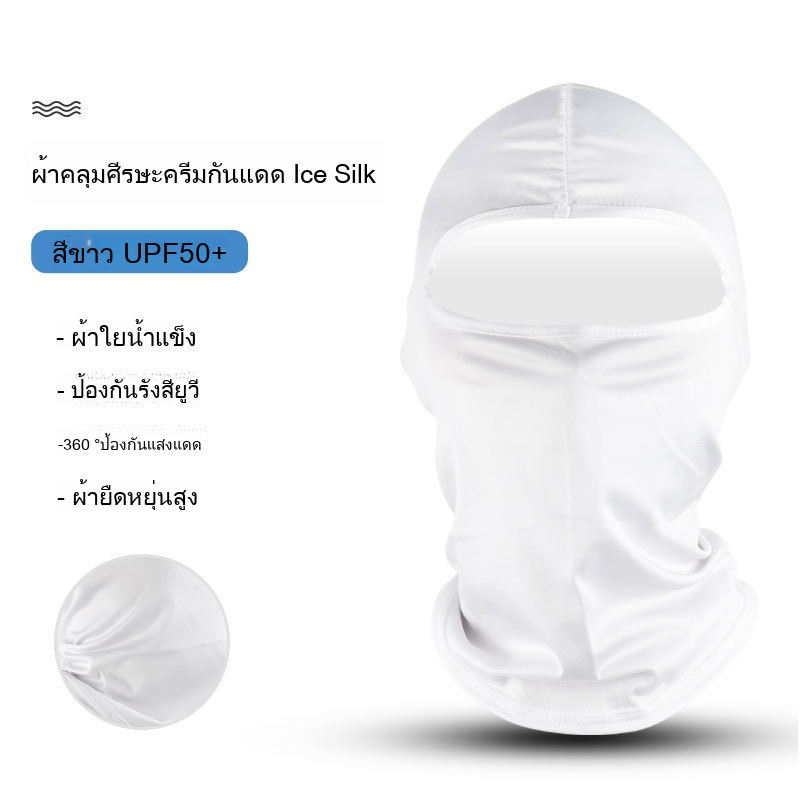 ผ้าคลุมศีรษะครีมกันแดด Ice Silk
สีขาว UPF50+
- ผ้าใยน้ำแข็ง
- ป้องกันรังสียูวี
-360 °ป้องกันแสงแดด
- ผ้ายืดหยุ่นสูง